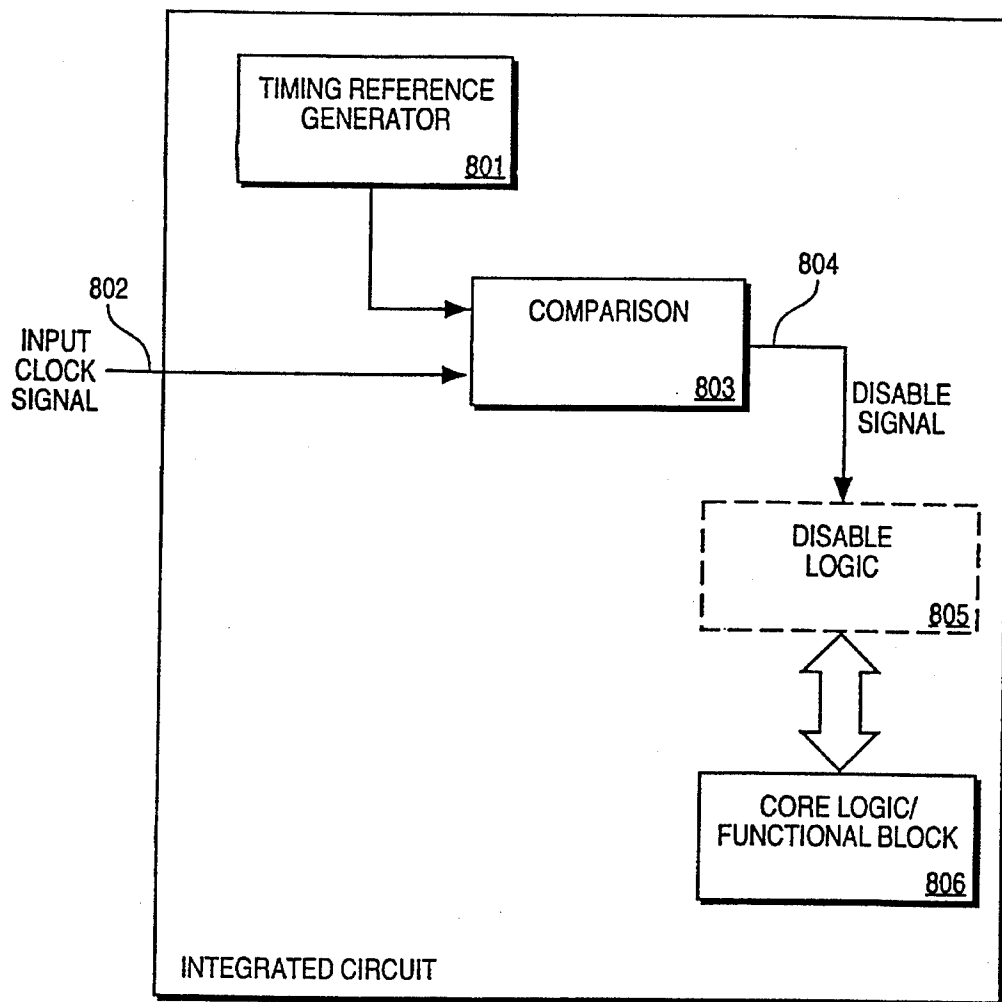 TIMING REFERENCE
GENERATOR
801
802
INPUT
CLOCK
SIGNAL
COMPARISON
803
804
DISABLE
SIGNAL
DISABLE
LOGIC
805
CORE LOGIC/
FUNCTIONAL BLOCK
806
INTEGRATED CIRCUIT